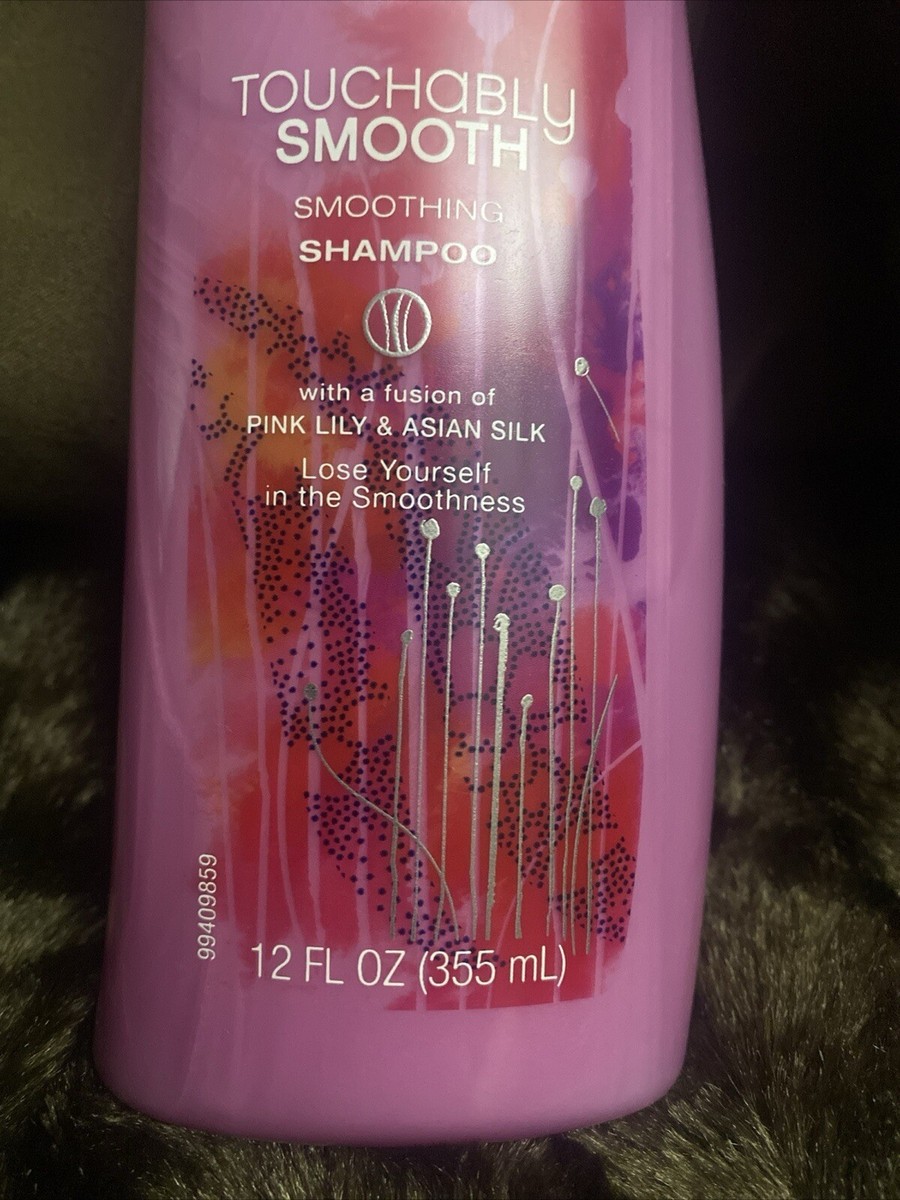 TOUCHABLY
SMOOTH
SMOOTHING
SHAMPOO
with a fusion of
PINK LILY & ASIAN SILK
Lose Yourself
in the Smoothness
99409859
12 FL OZ (355 mL)